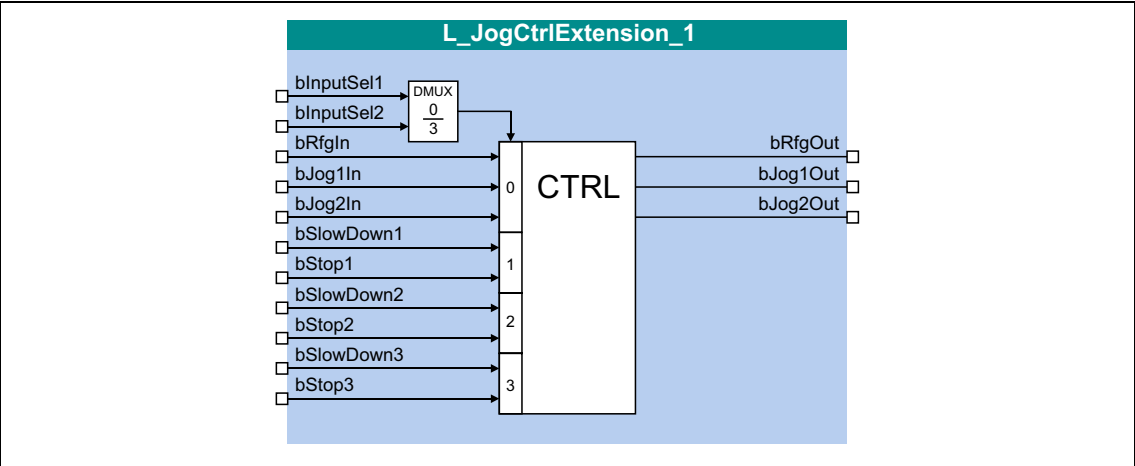 L_JogCtrlExtension_1
bInputSel1
bInputSel2
DMUX
0
3
bRfgIn
bJog1In
bJog2In
0
CTRL
bRfgOut
bJog1Out
bJog2Out
bSlowDown1
bStop1
1
bSlowDown2
bStop2
2
bSlowDown3
bStop3
3